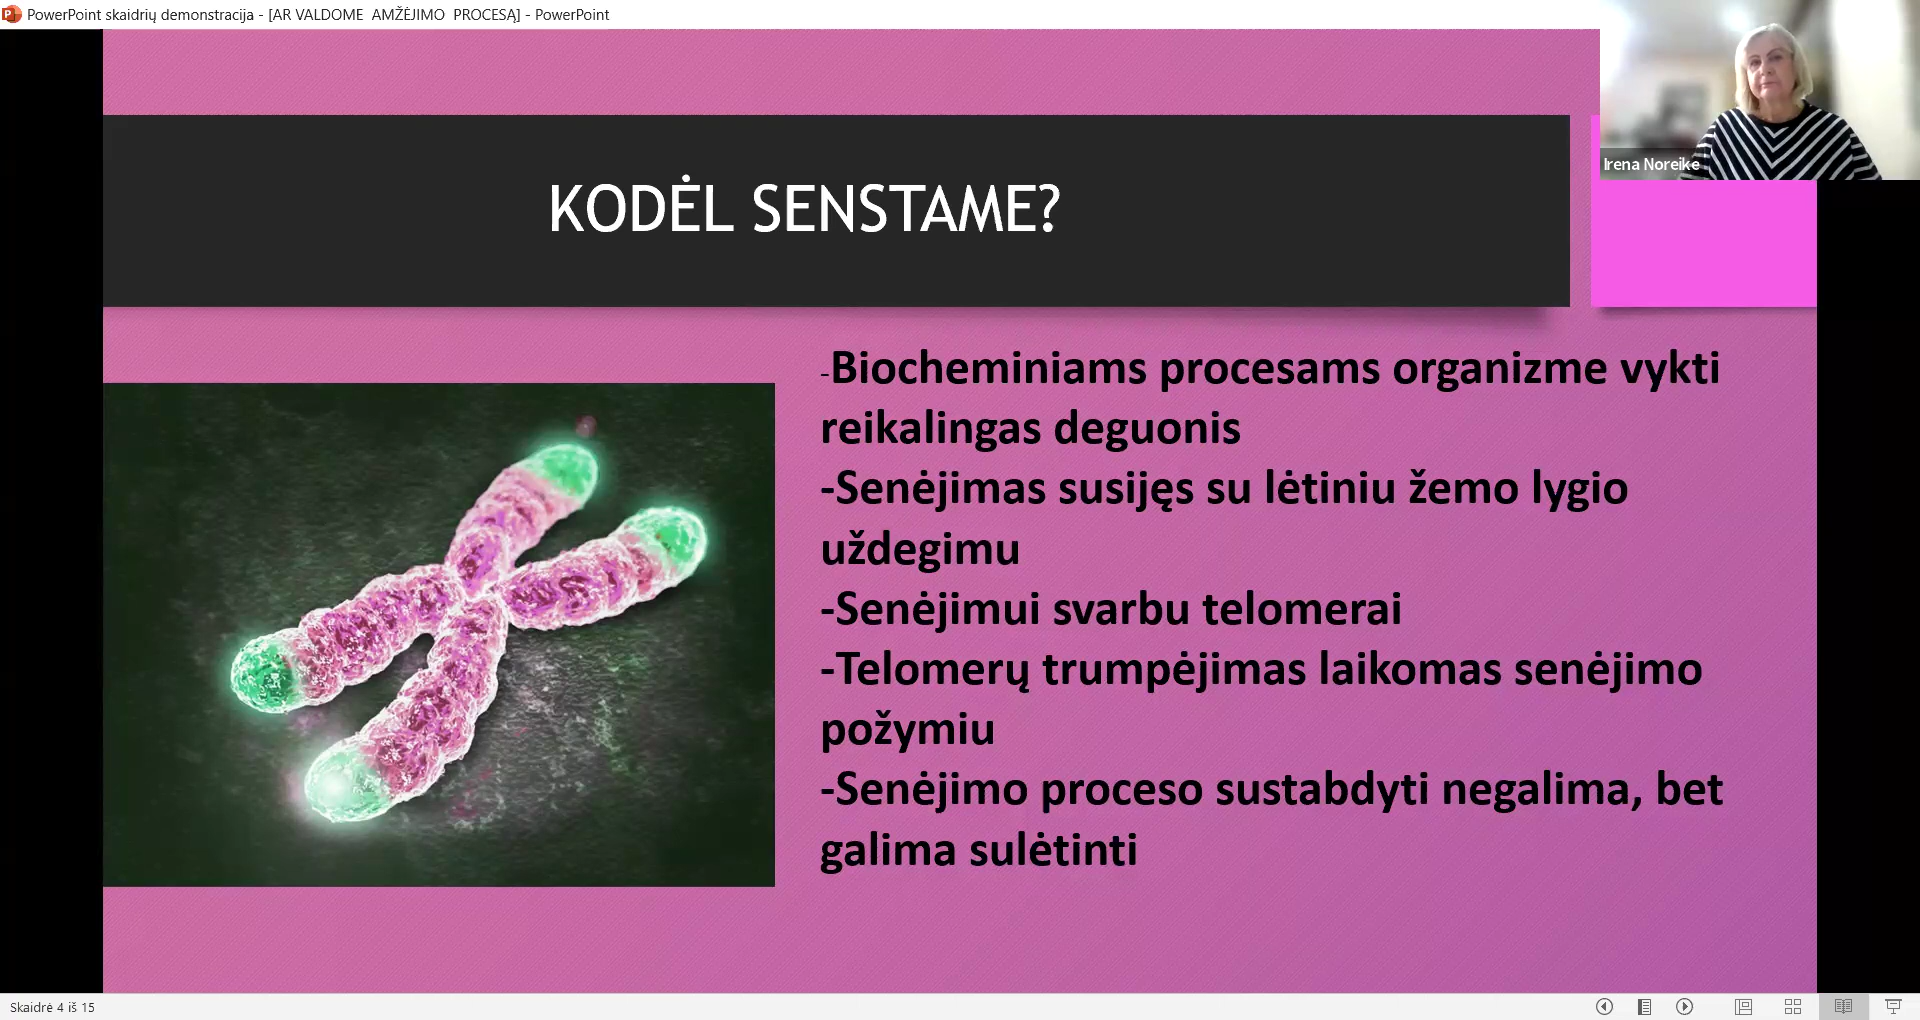 PowerPoint skaidrių demonstracija - [AR VALDOME  AMŽĖJIMO  PROCESĄ] - PowerPoint
Irena Noreike
KODĖL SENSTAME?
-Biocheminiams procesams organizme vykti
reikalingas deguonis
-Senėjimas susijęs su lėtiniu žemo lygio
uždegimu
-Senėjimui svarbu telomerai
-Telomerų trumpėjimas laikomas senėjimo
požymiu
-Senėjimo proceso sustabdyti negalima, bet
galima sulėtinti
Skaidrė 4 iš 15